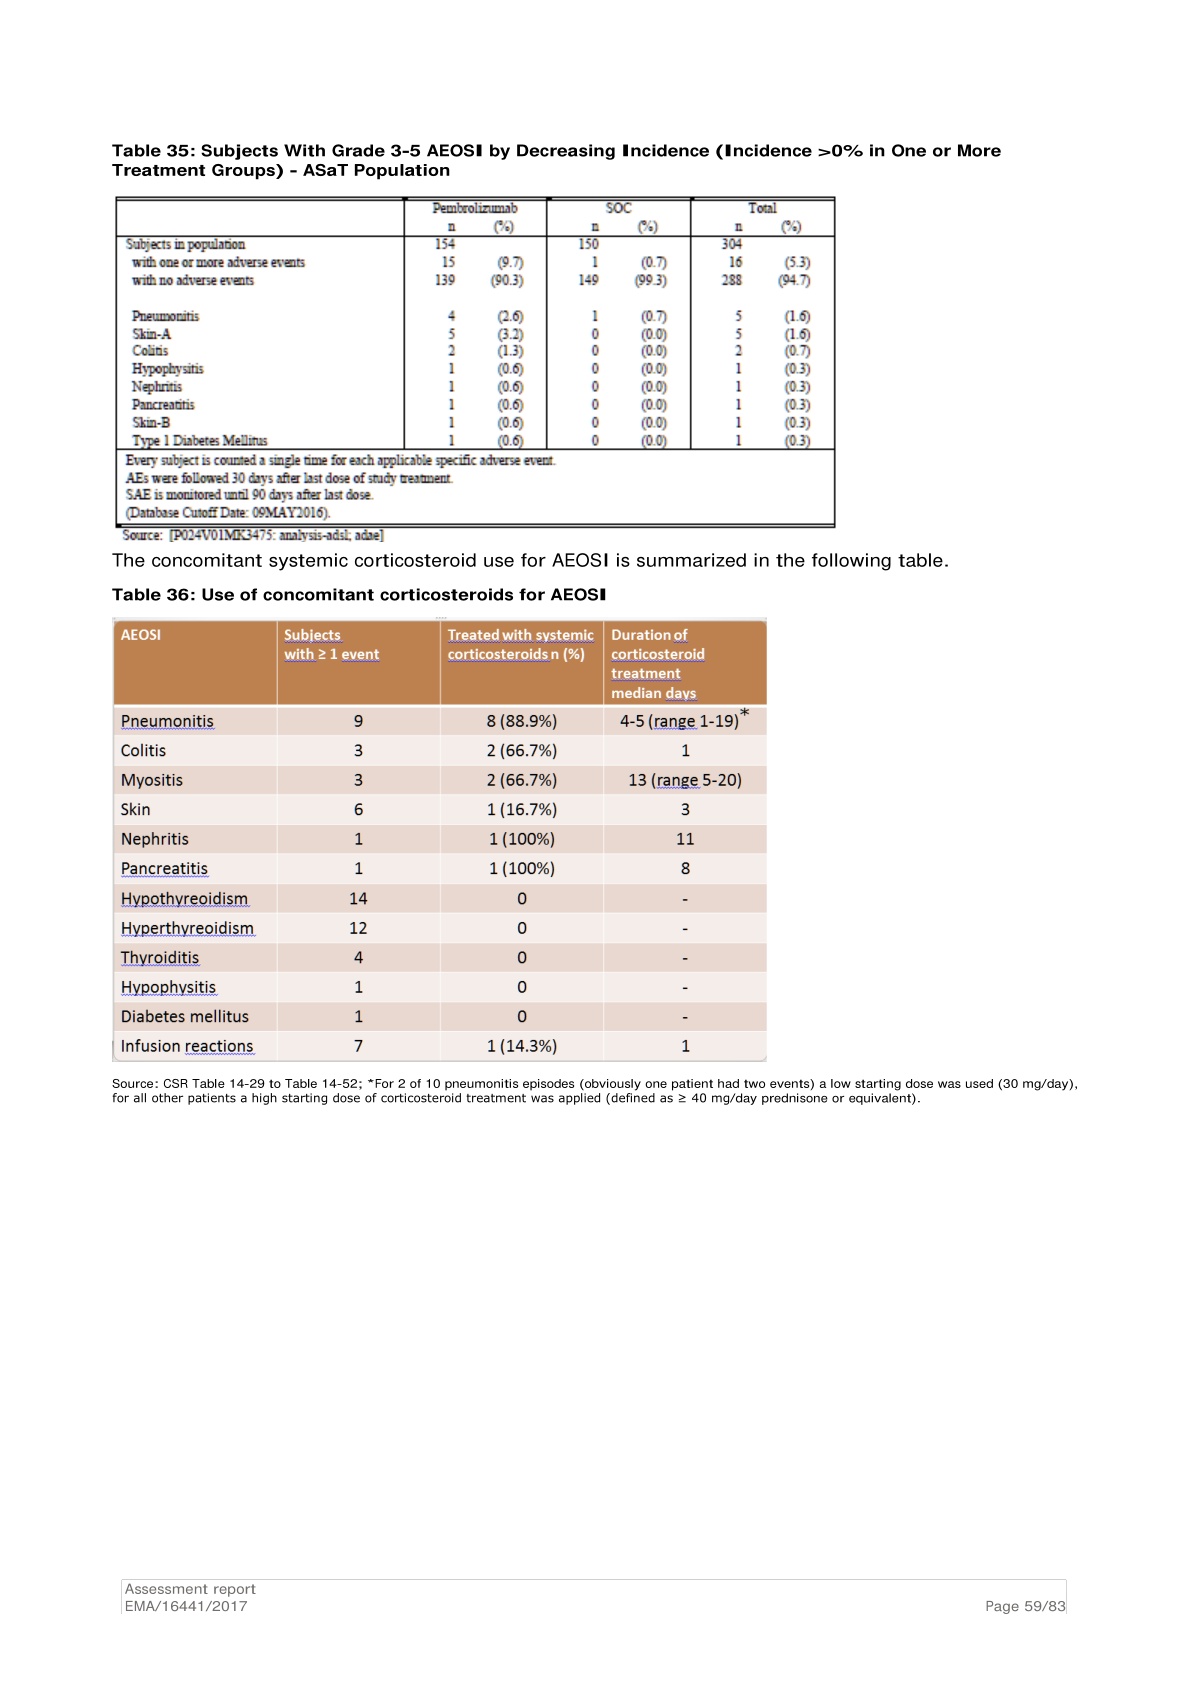 Table 35: Subjects With Grade 3-5 AEOSI by Decreasing Incidence (Incidence >0% in One or More
Treatment Groups) - ASaT Population
Pembrolizumab SOC Total
n (%) n (%) n (%)
Subjects in population 154 150 304
with one or more adverse events 15 (9.7) 1 (0.7) 16 (5.3)
with no adverse events 139 (90.3) 149 (99.3) 288 (94.7)
Pneumonitis 4 (2.6) 1 (0.7) 5 (1.6)
Skin-A 5 (3.2) 0 (0.0) 5 (1.6)
Colitis 2 (1.3) 0 (0.0) 2 (0.7)
Hypophysitis 1 (0.6) 0 (0.0) 1 (0.3)
Nephritis 1 (0.6) 0 (0.0) 1 (0.3)
Pancreatitis 1 (0.6) 0 (0.0) 1 (0.3)
Skin-B 1 (0.6) 0 (0.0) 1 (0.3)
Type 1 Diabetes Mellitus 1 (0.6) 0 (0.0) 1 (0.3)
Every subject is counted a single time for each applicable specific adverse event.
AEs were followed 30 days after last dose of study treatment.
SAE is monitored until 90 days after last dose.
(Database Cutoff Date: 09MAY2016).
Source: [P024V01MK3475: analysis-adsl; adae]
The concomitant systemic corticosteroid use for AEOSI is summarized in the following table.
Table 36: Use of concomitant corticosteroids for AEOSI
AEOSI Subjects Treated with systemic Duration of
with ≥ 1 event corticosteroids n (%) corticosteroid
treatment
median days
Pneumonitis 9 8 (88.9%) 4-5 (range 1-19)*
Colitis 3 2 (66.7%) 1
Myositis 3 2 (66.7%) 13 (range 5-20)
Skin 6 1 (16.7%) 3
Nephritis 1 1 (100%) 11
Pancreatitis 1 1 (100%) 8
Hypothyreoidism 14 0 -
Hyperthyreoidism 12 0 -
Thyroiditis 4 0 -
Hypophysitis 1 0 -
Diabetes mellitus 1 0 -
Infusion reactions 7 1 (14.3%) 1
Source: CSR Table 14-29 to Table 14-52; *For 2 of 10 pneumonitis episodes (obviously one patient had two events) a low starting dose was used (30 mg/day),
for all other patients a high starting dose of corticosteroid treatment was applied (defined as ≥ 40 mg/day prednisone or equivalent).
Assessment report
EMA/16441/2017 Page 59/83